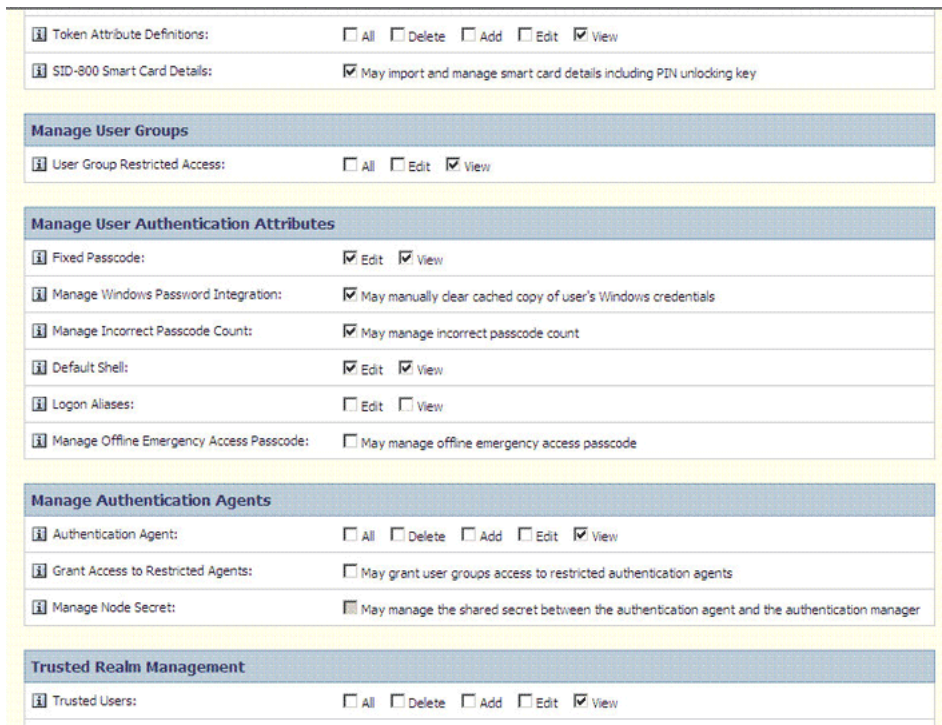 Token Attribute Definitions: All Delete Add Edit View
SID-800 Smart Card Details: May import and manage smart card details including PIN unlocking key
Manage User Groups
User Group Restricted Access: All Edit View
Manage User Authentication Attributes
Fixed Passcode: Edit View
Manage Windows Password Integration: May manually clear cached copy of user's Windows credentials
Manage Incorrect Passcode Count: May manage incorrect passcode count
Default Shell: Edit View
Logon Aliases: Edit View
Manage Offline Emergency Access Passcode: May manage offline emergency access passcode
Manage Authentication Agents
Authentication Agent: All Delete Add Edit View
Grant Access to Restricted Agents: May grant user groups access to restricted authentication agents
Manage Node Secret: May manage the shared secret between the authentication agent and the authentication manager
Trusted Realm Management
Trusted Users: All Delete Add Edit View